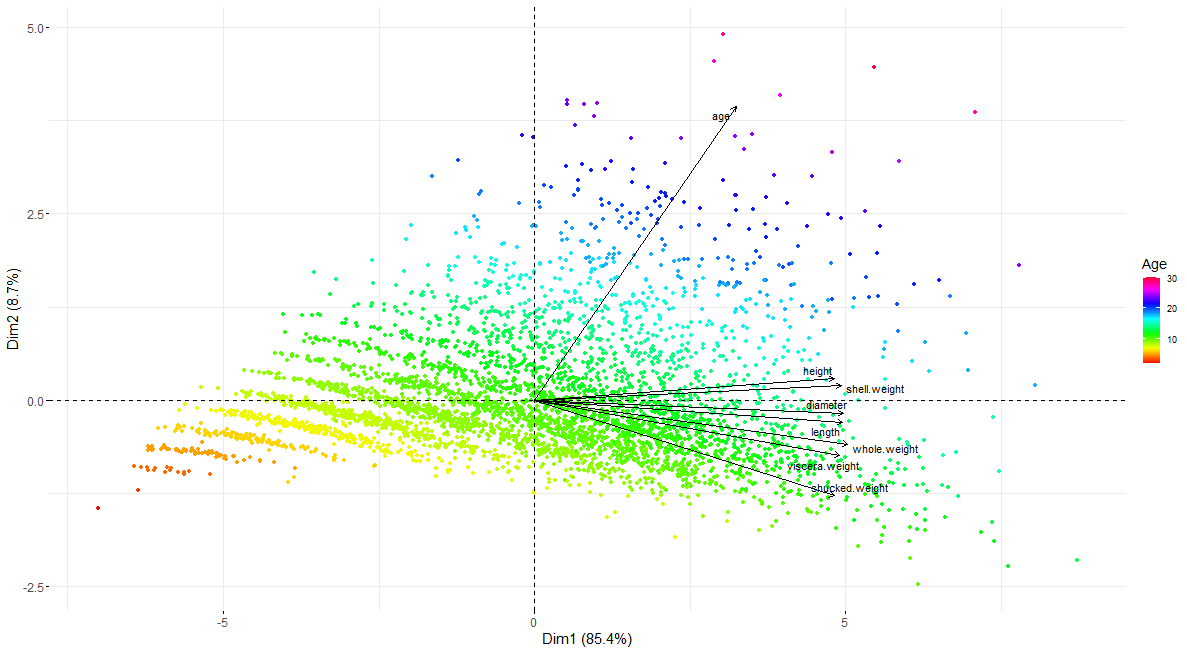 5.0
2.5
0.0
-2.5
Dim2 (8.7%)
-5
0
5
Dim1 (85.4%)
age
height
shell.weight
diameter
length
whole.weight
viscera.weight
shucked.weight
Age
30
20
10